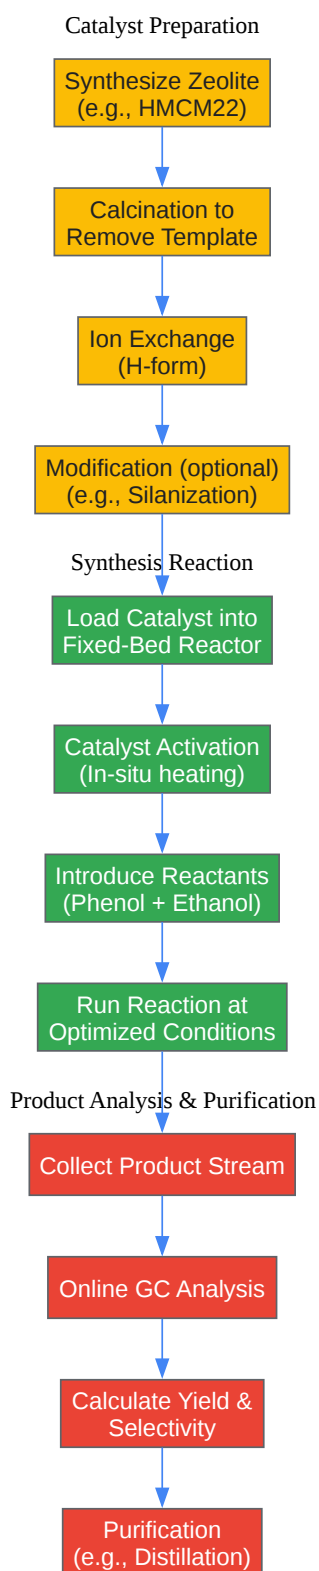 Catalyst Preparation
Synthesize Zeolite
(e.g., HMCM22)
Calcination to
Remove Template
Ion Exchange
(H-form)
Modification (optional)
(e.g., Silanization)
Synthesis Reaction
Load Catalyst into
Fixed-Bed Reactor
Catalyst Activation
(In-situ heating)
Introduce Reactants
(Phenol + Ethanol)
Run Reaction at
Optimized Conditions
Product Analysis & Purification
Collect Product Stream
Online GC Analysis
Calculate Yield &
Selectivity
Purification
(e.g., Distillation)